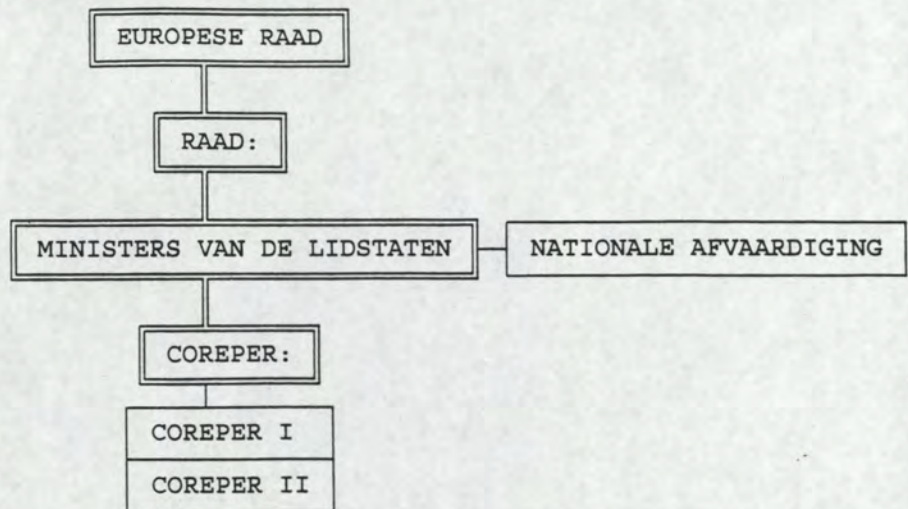 EUROPESE RAAD
RAAD:
MINISTERS VAN DE LIDSTATEN
NATIONALE AFVAARDIGING
COREPER:
COREPER I
COREPER II